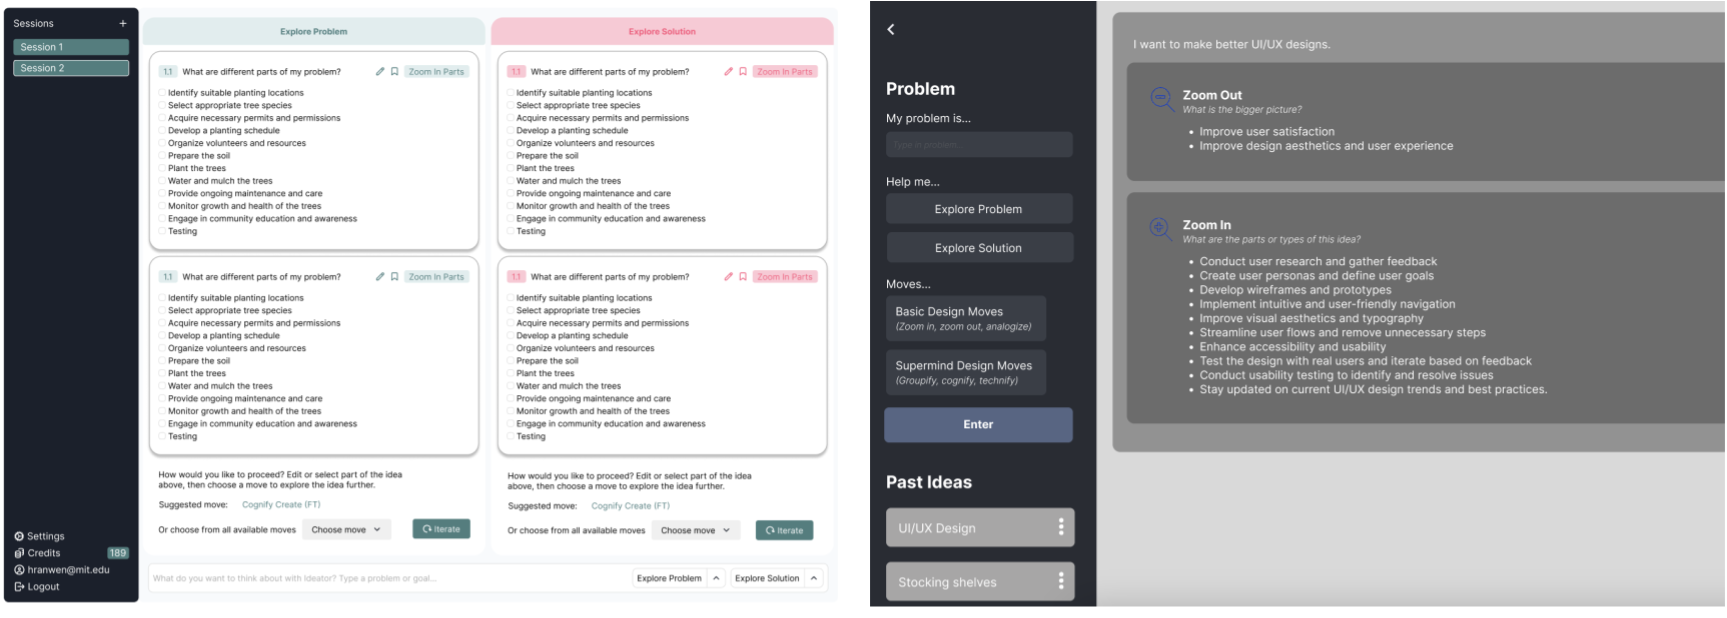 Sessions +
Session 1
Session 2
Settings
Credits 189
hranwen@mit.edu
Logout
Explore Problem
1.1 What are different parts of my problem? Zoom In Parts
Identify suitable planting locations
Select appropriate tree species
Acquire necessary permits and permissions
Develop a planting schedule
Organize volunteers and resources
Prepare the soil
Plant the trees
Water and mulch the trees
Provide ongoing maintenance and care
Monitor growth and health of the trees
Engage in community education and awareness
Testing
1.1 What are different parts of my problem? Zoom In Parts
Identify suitable planting locations
Select appropriate tree species
Acquire necessary permits and permissions
Develop a planting schedule
Organize volunteers and resources
Prepare the soil
Plant the trees
Water and mulch the trees
Provide ongoing maintenance and care
Monitor growth and health of the trees
Engage in community education and awareness
Testing
How would you like to proceed? Edit or select part of the idea
above, then choose a move to explore the idea further.
Suggested move: Cognify Create (FT)
Or choose from all available moves Choose move Iterate
Explore Solution
1.1 What are different parts of my problem? Zoom In Parts
Identify suitable planting locations
Select appropriate tree species
Acquire necessary permits and permissions
Develop a planting schedule
Organize volunteers and resources
Prepare the soil
Plant the trees
Water and mulch the trees
Provide ongoing maintenance and care
Monitor growth and health of the trees
Engage in community education and awareness
Testing
1.1 What are different parts of my problem? Zoom In Parts
Identify suitable planting locations
Select appropriate tree species
Acquire necessary permits and permissions
Develop a planting schedule
Organize volunteers and resources
Prepare the soil
Plant the trees
Water and mulch the trees
Provide ongoing maintenance and care
Monitor growth and health of the trees
Engage in community education and awareness
Testing
How would you like to proceed? Edit or select part of the idea
above, then choose a move to explore the idea further.
Suggested move: Cognify Create (FT)
Or choose from all available moves Choose move Iterate
What do you want to think about with Ideator? Type a problem or goal... Explore Problem Explore Solution
Problem
My problem is...
Type in problem...
Help me...
Explore Problem
Explore Solution
Moves...
Basic Design Moves
(Zoom in, zoom out, analogize)
Supermind Design Moves
(Groupify, cognify, technify)
Enter
Past Ideas
UI/UX Design
Stocking shelves
I want to make better UI/UX designs.
Zoom Out
What is the bigger picture?
• Improve user satisfaction
• Improve design aesthetics and user experience
Zoom In
What are the parts or types of this idea?
• Conduct user research and gather feedback
• Create user personas and define user goals
• Develop wireframes and prototypes
• Implement intuitive and user-friendly navigation
• Improve visual aesthetics and typography
• Streamline user flows and remove unnecessary steps
• Enhance accessibility and usability
• Test the design with real users and iterate based on feedback
• Conduct usability testing to identify and resolve issues
• Stay updated on current UI/UX design trends and best practices.